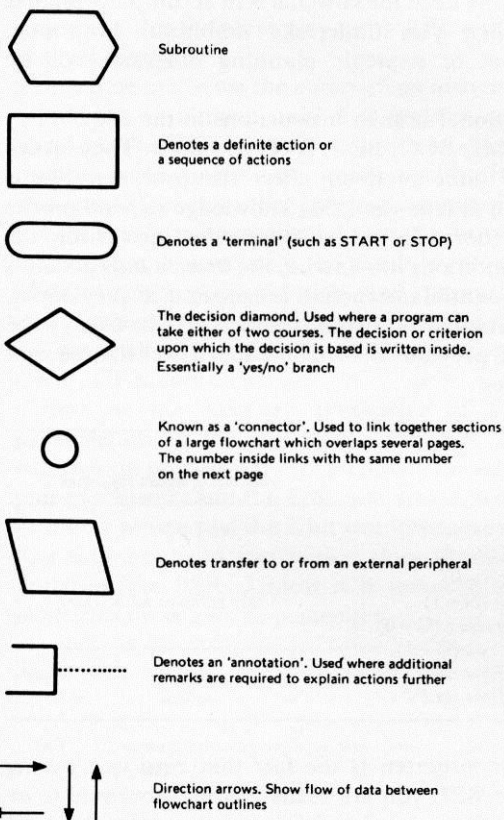 Subroutine
Denotes a definite action or
a sequence of actions
Denotes a 'terminal' (such as START or STOP)
The decision diamond. Used where a program can
take either of two courses. The decision or criterion
upon which the decision is based is written inside.
Essentially a 'yes/no' branch
Known as a 'connector'. Used to link together sections
of a large flowchart which overlaps several pages.
The number inside links with the same number
on the next page
Denotes transfer to or from an external peripheral
Denotes an 'annotation'. Used where additional
remarks are required to explain actions further
Direction arrows. Show flow of data between
flowchart outlines